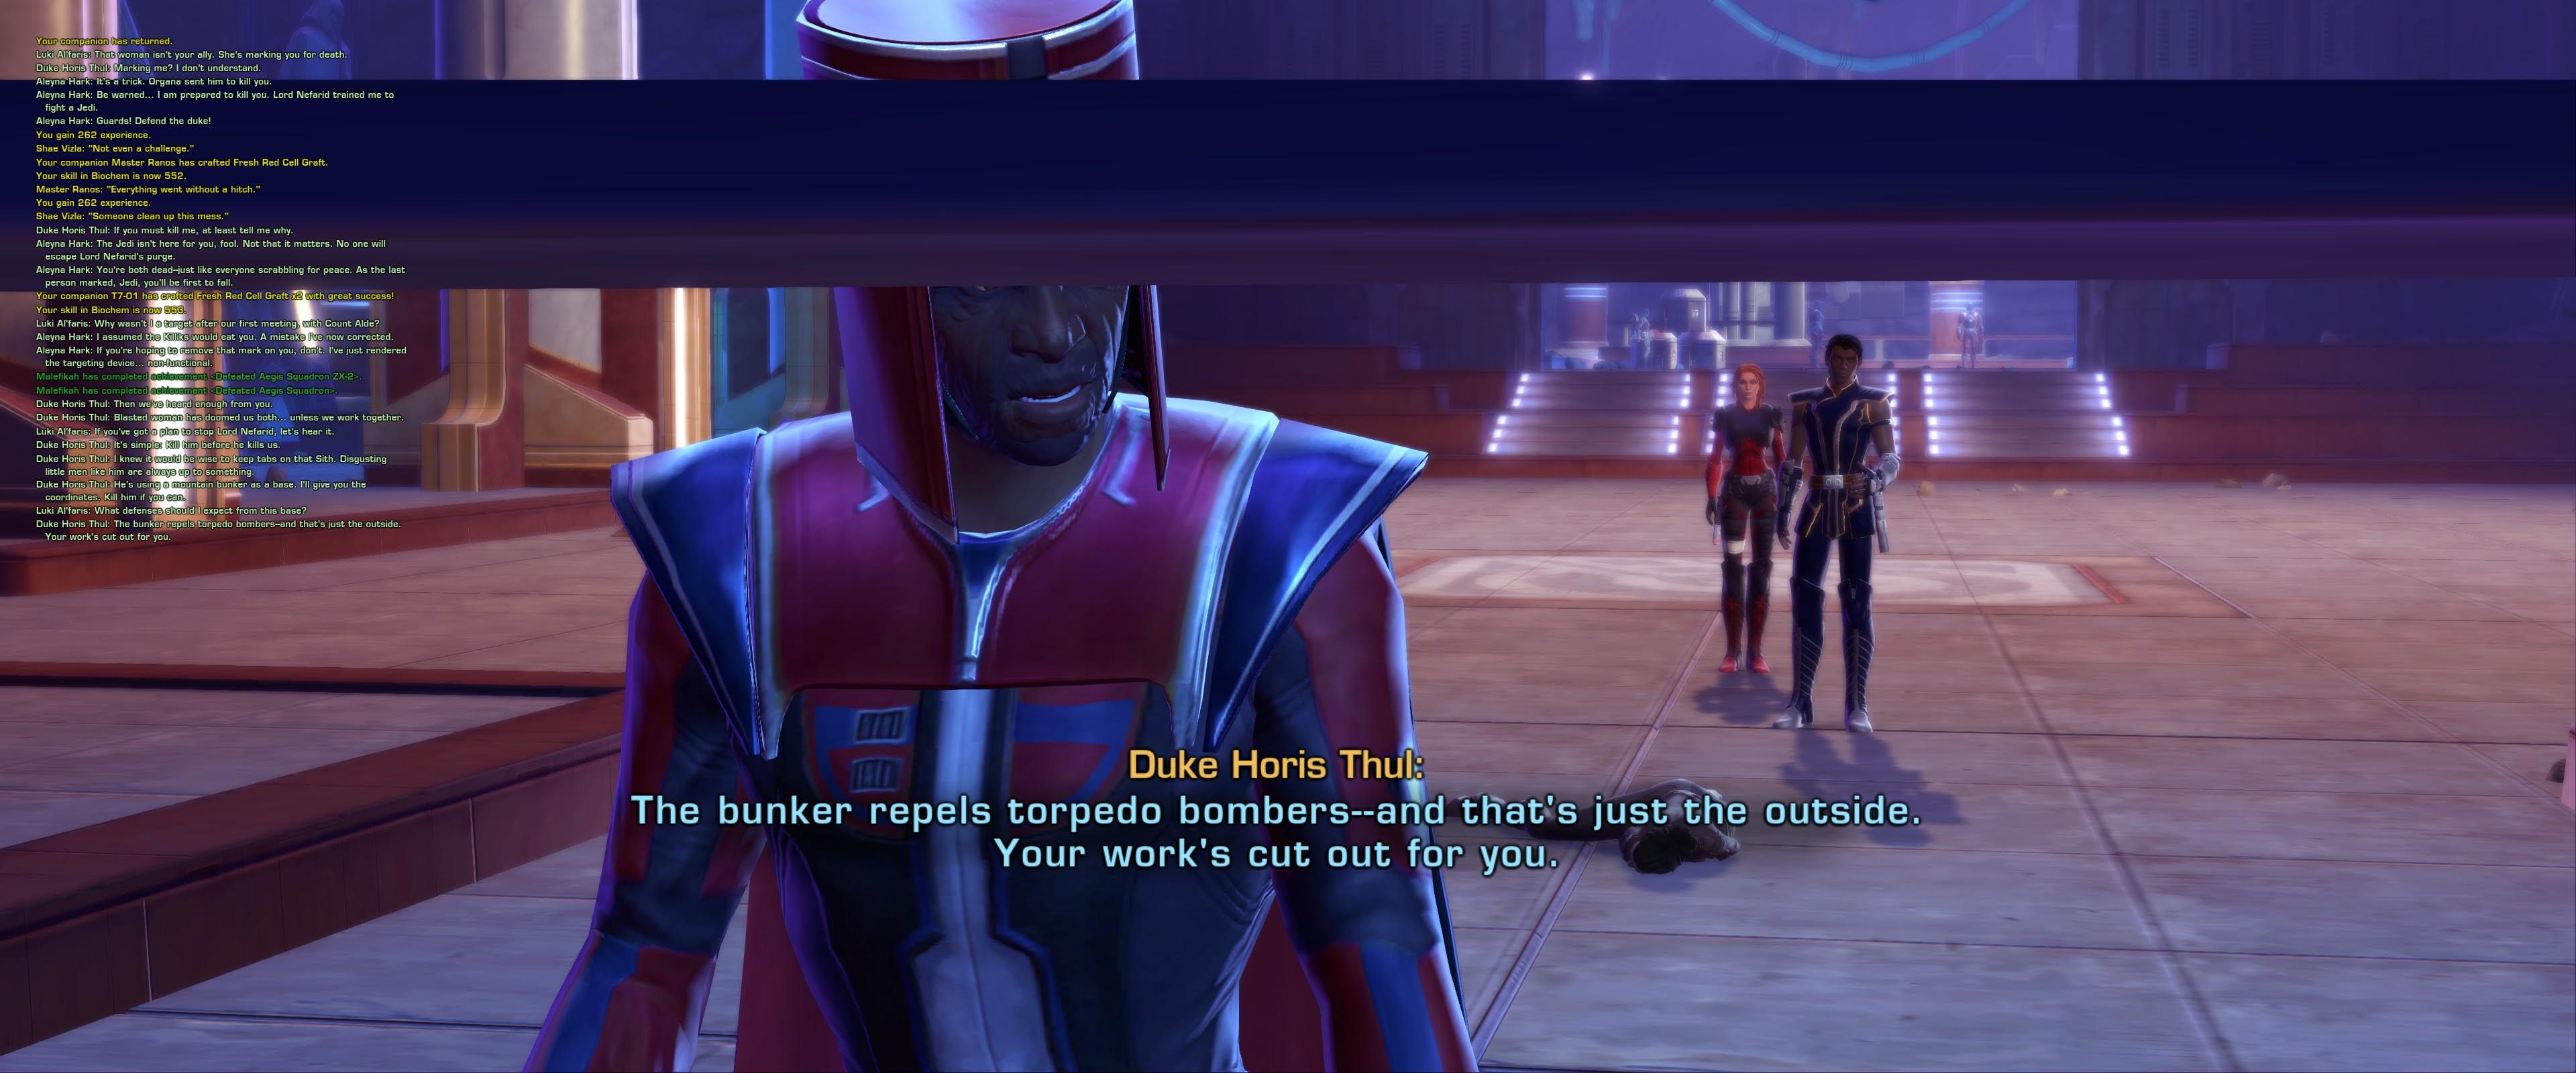 Your companion has returned.
Luki Al'faris: That woman isn't your ally. She's marking you for death.
Duke Horis Thul: Marking me? I don't understand.
Aleyna Hark: It's a trick. Organa sent him to kill you.
Aleyna Hark: Be warned... I am prepared to kill you. Lord Nefarid trained me to
fight a Jedi.
Aleyna Hark: Guards! Defend the duke!
You gain 262 experience.
Shae Vizla: "Not even a challenge."
Your companion Master Ranos has crafted Fresh Red Cell Graft.
Your skill in Biochem is now 552.
Master Ranos: "Everything went without a hitch."
You gain 262 experience.
Shae Vizla: "Someone clean up this mess."
Duke Horis Thul: If you must kill me, at least tell me why.
Aleyna Hark: The Jedi isn't here for you, fool. Not that it matters. No one will
escape Lord Nefarid's purge.
Aleyna Hark: You're both dead--just like everyone scrabbling for peace. As the last
person marked, Jedi, you'll be first to fall.
Your companion T7-O1 has crafted Fresh Red Cell Graft x2 with great success!
Your skill in Biochem is now 553.
Luki Al'faris: Why wasn't I a target after our first meeting, with Count Alde?
Aleyna Hark: I assumed the Killiks would eat you. A mistake I've now corrected.
Aleyna Hark: If you're hoping to remove that mark on you, don't. I've just rendered
the targeting device... non-functional.
Malefikah has completed achievement <Defeated Aegis Squadron ZX-2>.
Malefikah has completed achievement <Defeated Aegis Squadron>.
Duke Horis Thul: Then we've heard enough from you.
Duke Horis Thul: Blasted woman has doomed us both... unless we work together.
Luki Al'faris: If you've got a plan to stop Lord Nefarid, let's hear it.
Duke Horis Thul: It's simple: Kill him before he kills us.
Duke Horis Thul: I knew it would be wise to keep tabs on that Sith. Disgusting
little men like him are always up to something.
Duke Horis Thul: He's using a mountain bunker as a base. I'll give you the
coordinates. Kill him if you can.
Luki Al'faris: What defenses should I expect from this base?
Duke Horis Thul: The bunker repels torpedo bombers--and that's just the outside.
Your work's cut out for you.
Duke Horis Thul:
The bunker repels torpedo bombers--and that's just the outside.
Your work's cut out for you.